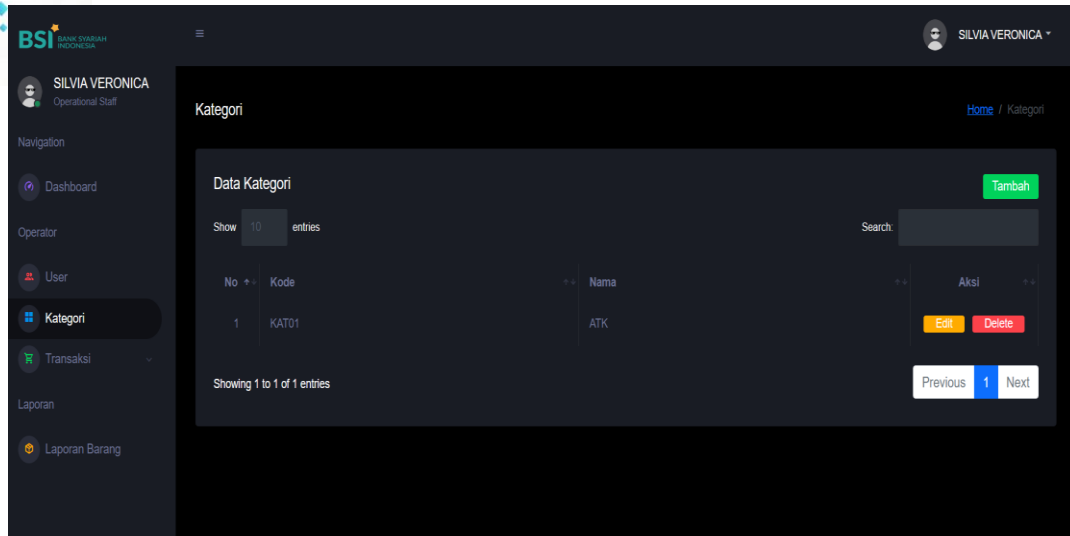 BSI BANK SYARIAH
INDONESIA
SILVIA VERONICA
SILVIA VERONICA
Operational Staff
Navigation
Dashboard
Operator
User
Kategori
Transaksi
Laporan
Laporan Barang
Kategori
Home / Kategori
Data Kategori
Tambah
Show 10 entries
Search:
No Kode Nama Aksi
1 KAT01 ATK Edit Delete
Showing 1 to 1 of 1 entries
Previous 1 Next